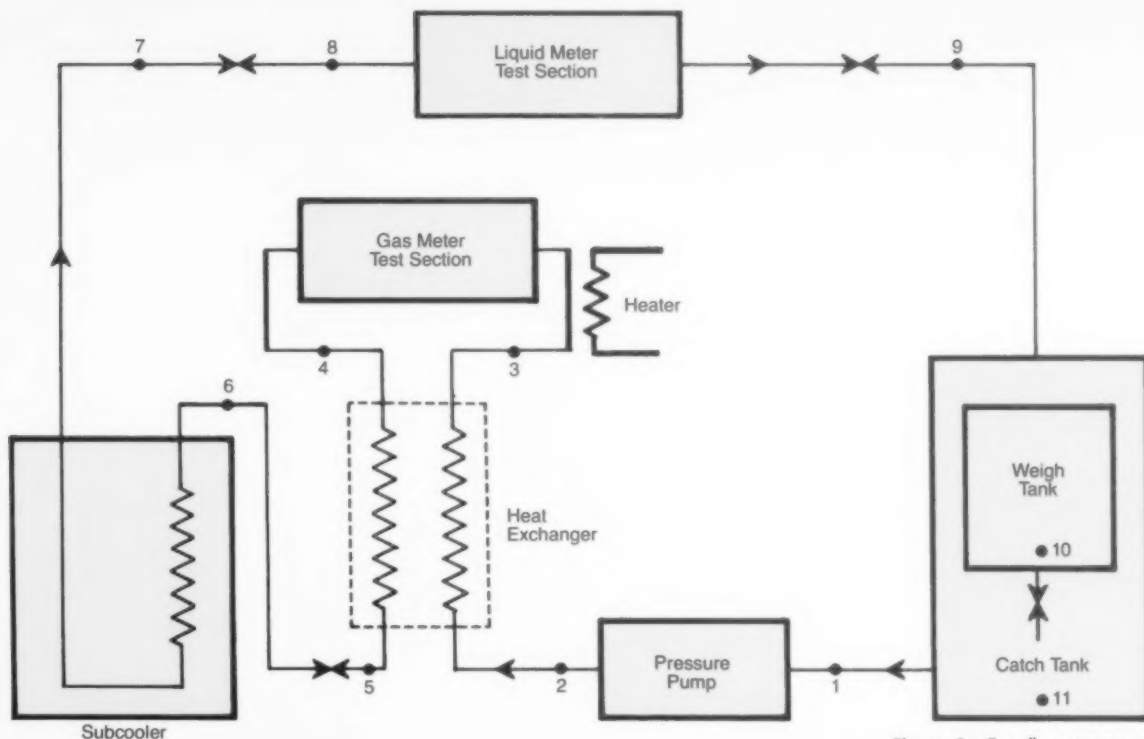 7
8
Liquid Meter
Test Section
9
Gas Meter
Test Section
Heater
4
3
6
Heat
Exchanger
Weigh
Tank
10
Pressure
Pump
Catch Tank
5
2
1
11
Subcooler